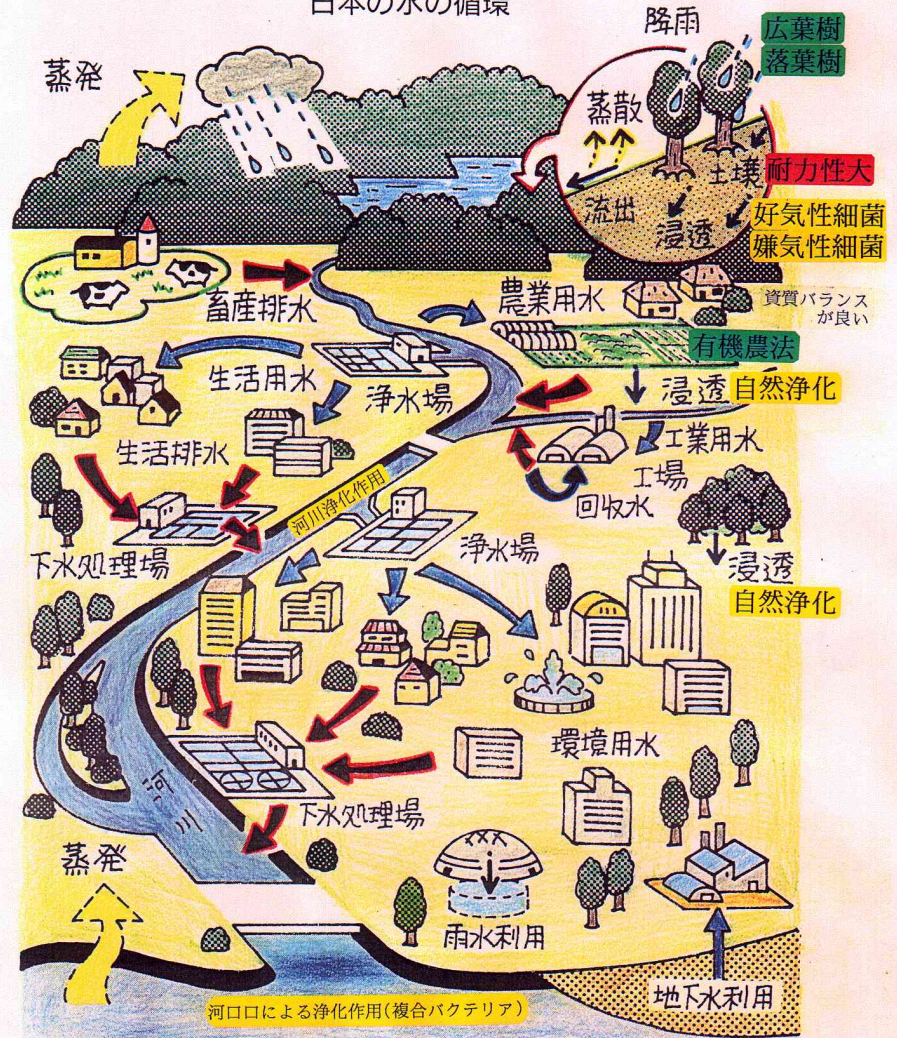 日本の水の循環
降雨
広葉樹
落葉樹
蒸発
蒸散
土壌
耐力性大
流出
浸透
好気性細菌
嫌気性細菌
畜産排水
農業用水
資質バランス
が良い
有機農法
生活用水
浄水場
浸透
自然浄化
生活排水
工業用水
工場
回収水
河川浄化作用
下水処理場
浄水場
浸透
自然浄化
環境用水
河川
下水処理場
蒸発
雨水利用
地下水利用
河口口による浄化作用(複合バクテリア)